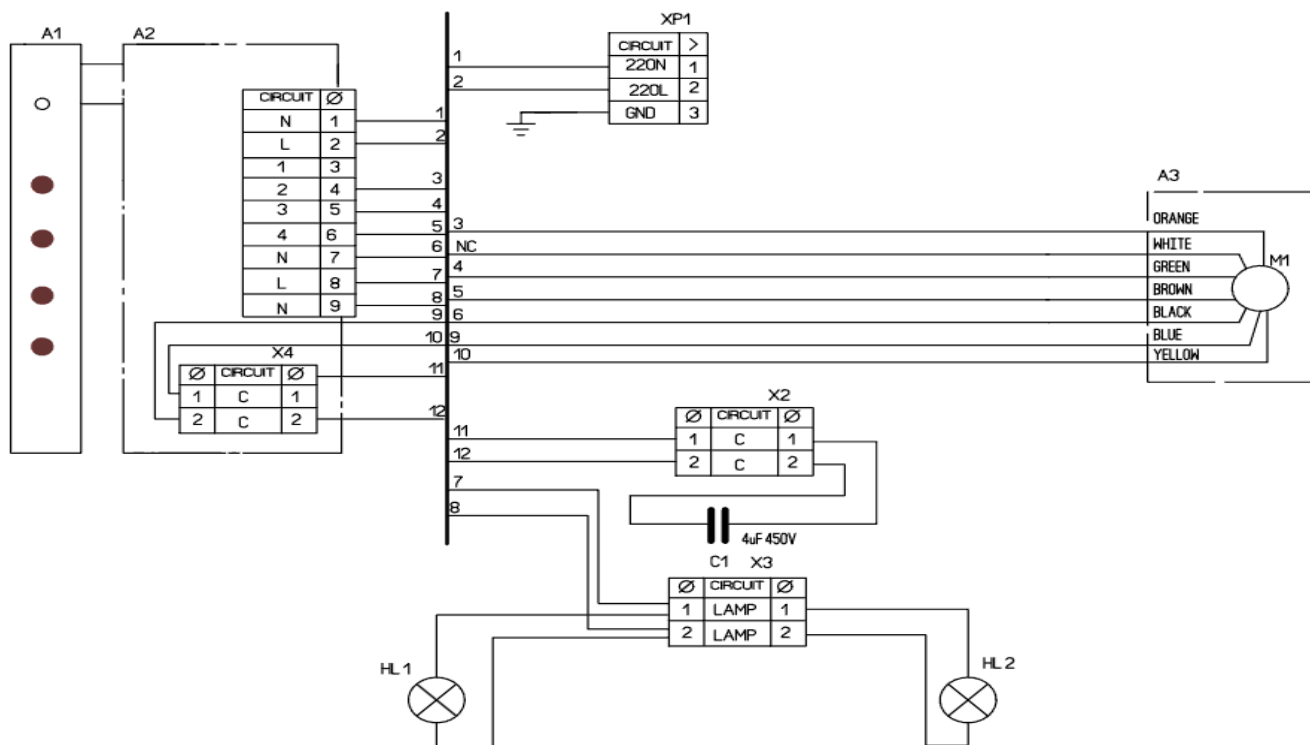 A1
A2
XP1
CIRCUIT >
220N 1
220L 2
GND 3
1
2
CIRCUIT Ø
N 1
L 2
1 3
2 4
3 5
4 6
N 7
L 8
N 9
1
2
3
4
5 3
6 NC
7 4
8 5
9 6
10 9
10
11
12
A3
ORANGE
WHITE
GREEN
BROWN
BLACK
BLUE
YELLOW
M1
X4
Ø CIRCUIT Ø
1 C 1
2 C 2
X2
Ø CIRCUIT Ø
1 C 1
2 C 2
11
12
7
8
4uF 450V
C1 X3
Ø CIRCUIT Ø
1 LAMP 1
2 LAMP 2
HL 1
HL 2